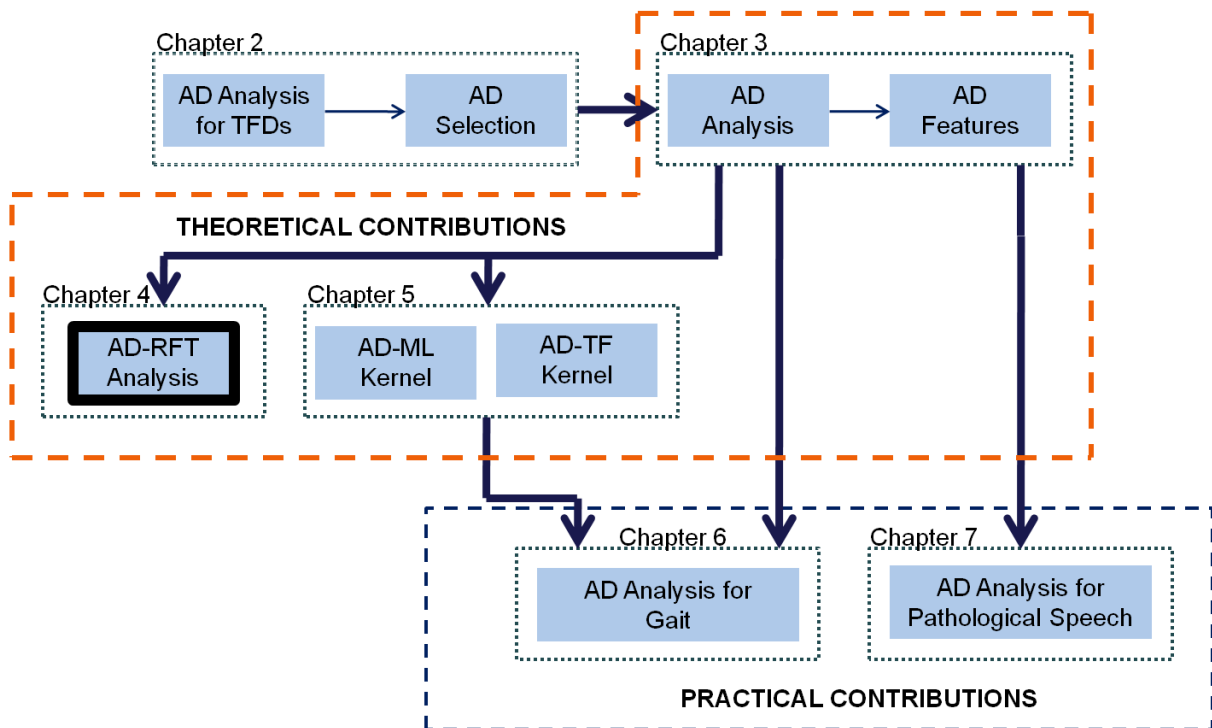 Chapter 2
AD Analysis
for TFDs
AD
Selection
Chapter 3
AD
Analysis
AD
Features
THEORETICAL CONTRIBUTIONS
Chapter 4
AD-RFT
Analysis
Chapter 5
AD-ML
Kernel
AD-TF
Kernel
Chapter 6
AD Analysis for
Gait
Chapter 7
AD Analysis for
Pathological Speech
PRACTICAL CONTRIBUTIONS